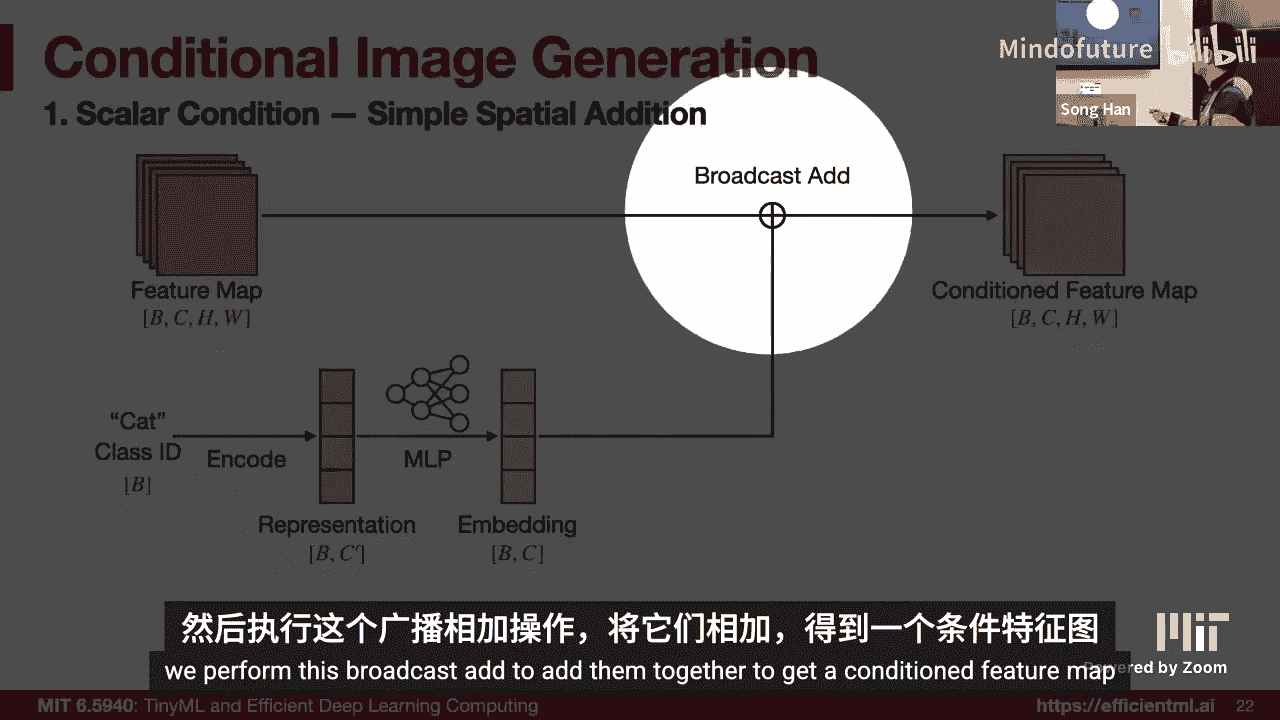 Conditional Image Generation
Mindofuture bilibili
Song Han
1. Scalar Condition — Simple Spatial Addition
Broadcast Add
Feature Map
[B, C, H, W]
Conditioned Feature Map
[B, C, H, W]
"Cat"
Class ID
[B]
Encode
MLP
Representation
[B, C′]
Embedding
[B, C]
然后执行这个广播相加操作，将它们相加，得到一个条件特征图
we perform this broadcast add to add them together to get a conditioned feature map
MIT
Powered by Zoom
MIT 6.5940: TinyML and Efficient Deep Learning Computing
https://efficientml.ai
22